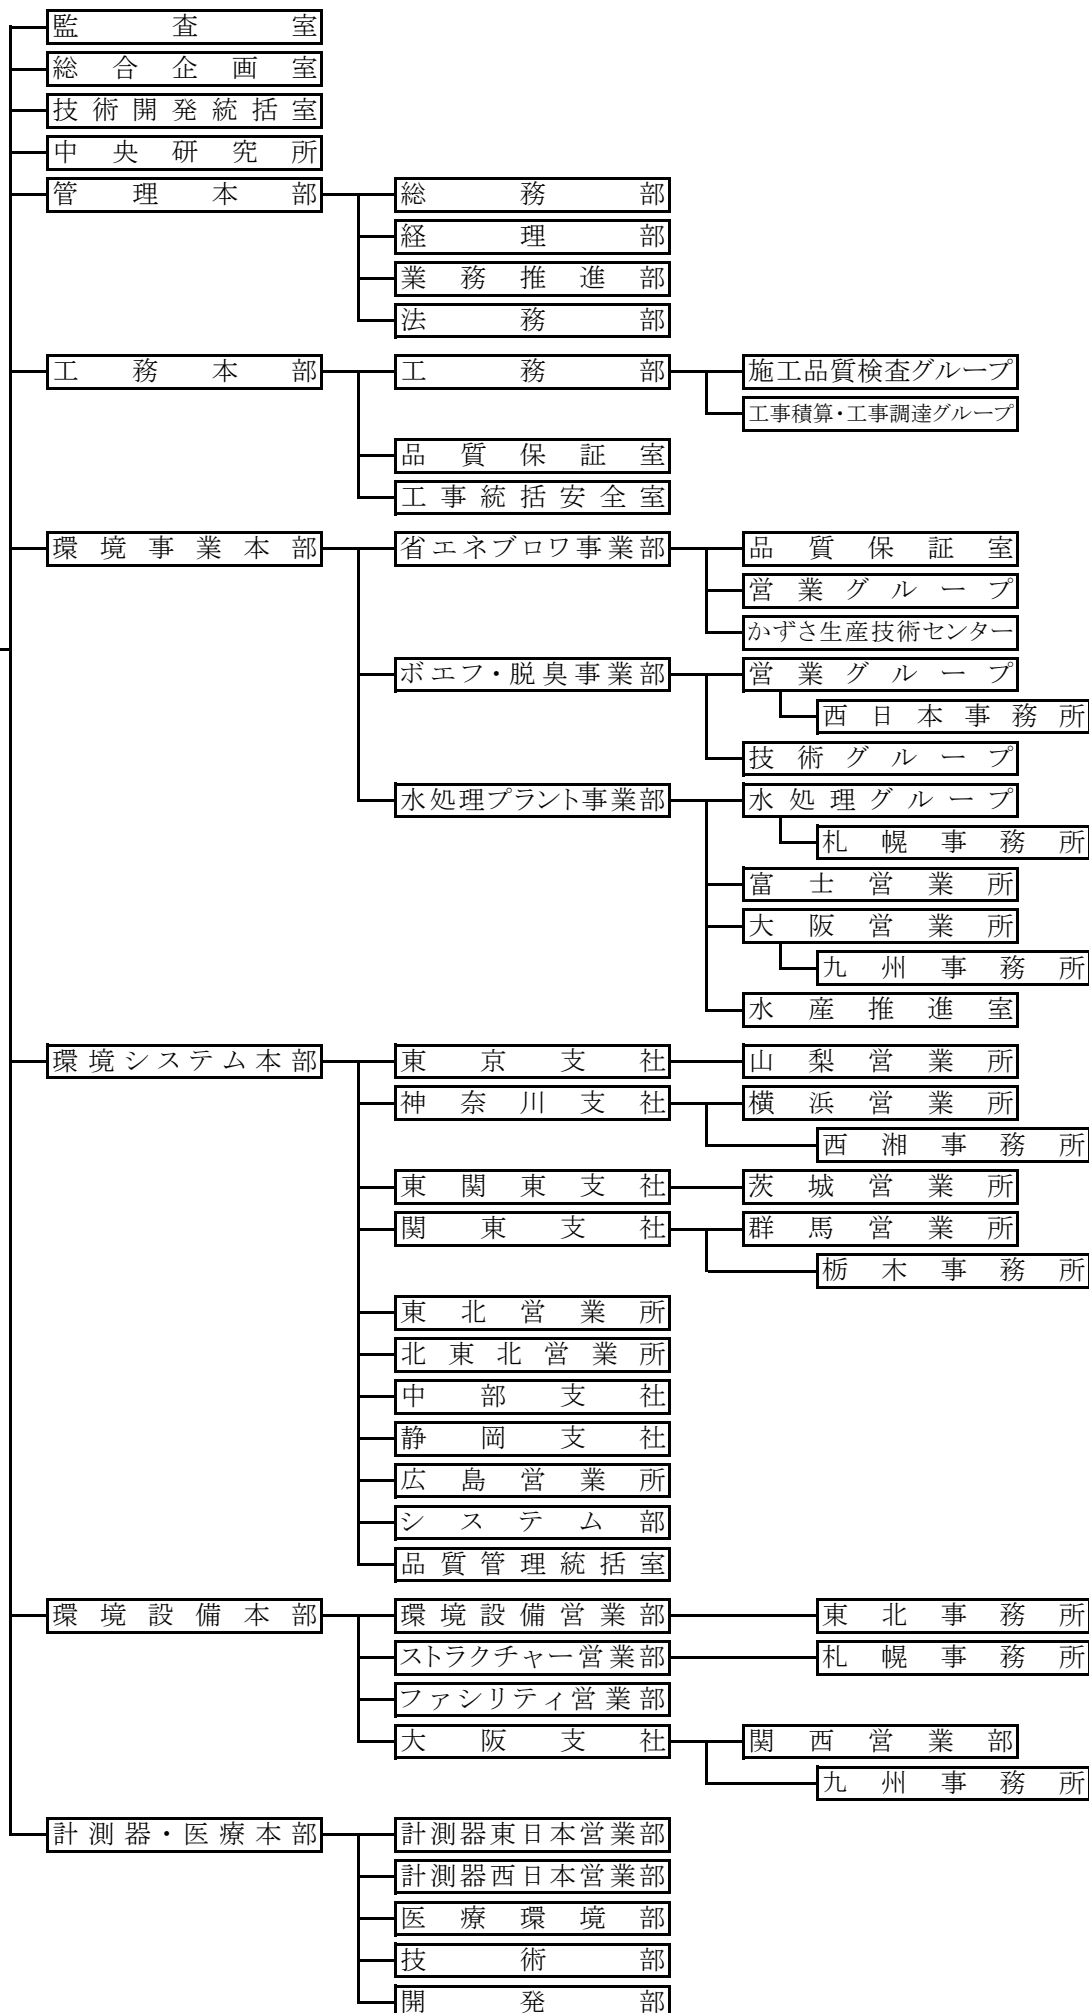 監査室
総合企画室
技術開発統括室
中央研究所
管理本部 総務部
経理部
業務推進部
法務部
工務本部 工務部 施工品質検査グループ
工事積算・工事調達グループ
品質保証室
工事統括安全室
環境事業本部 省エネブロワ事業部 品質保証室
営業グループ
かずさ生産技術センター
ボエフ・脱臭事業部 営業グループ
西日本事務所
技術グループ
水処理プラント事業部 水処理グループ
札幌事務所
富士営業所
大阪営業所
九州事務所
水産推進室
環境システム本部 東京支社 山梨営業所
神奈川支社 横浜営業所
西湘事務所
東関東支社 茨城営業所
関東支社 群馬営業所
栃木事務所
東北営業所
北東北営業所
中部支社
静岡支社
広島営業所
システム部
品質管理統括室
環境設備本部 環境設備営業部 東北事務所
ストラクチャー営業部 札幌事務所
ファシリティ営業部
大阪支社 関西営業部
九州事務所
計測器・医療本部 計測器東日本営業部
計測器西日本営業部
医療環境部
技術部
開発部